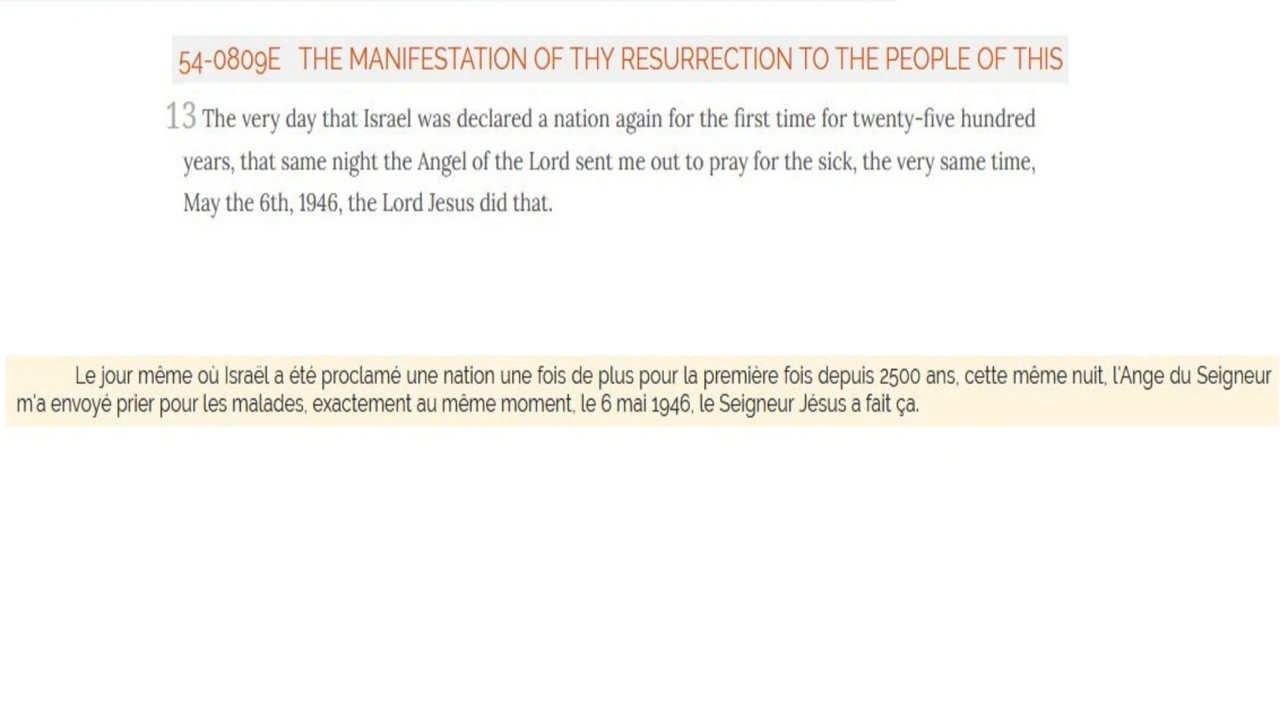 54-0809E THE MANIFESTATION OF THY RESURRECTION TO THE PEOPLE OF THIS
13 The very day that Israel was declared a nation again for the first time for twenty-five hundred
years, that same night the Angel of the Lord sent me out to pray for the sick, the very same time,
May the 6th, 1946, the Lord Jesus did that.
Le jour même où Israël a été proclamé une nation une fois de plus pour la première fois depuis 2500 ans, cette même nuit, l'Ange du Seigneur
m'a envoyé prier pour les malades, exactement au même moment, le 6 mai 1946, le Seigneur Jésus a fait ça.